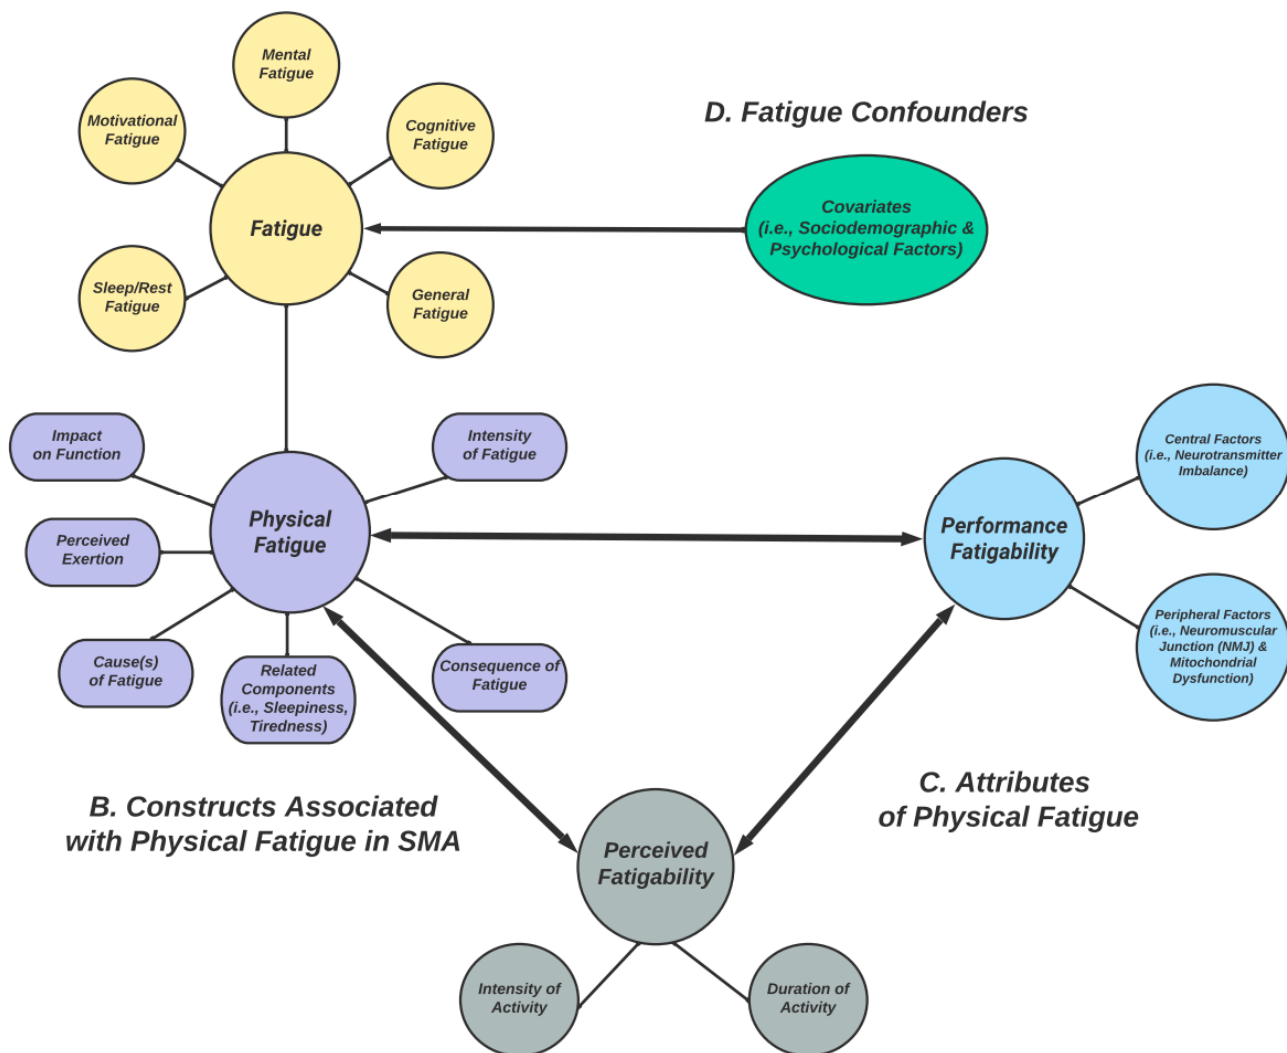 Mental
Fatigue
Motivational
Fatigue
Cognitive
Fatigue
Fatigue
Sleep/Rest
Fatigue
General
Fatigue
D. Fatigue Confounders
Covariates
(i.e., Sociodemographic &
Psychological Factors)
Impact
on Function
Intensity
of Fatigue
Physical
Fatigue
Perceived
Exertion
Cause(s)
of Fatigue
Related
Components
(i.e., Sleepiness,
Tiredness)
Consequence of
Fatigue
Performance
Fatigability
Central Factors
(i.e., Neurotransmitter
Imbalance)
Peripheral Factors
(i.e., Neuromuscular
Junction (NMJ) &
Mitochondrial
Dysfunction)
B. Constructs Associated
with Physical Fatigue in SMA
C. Attributes
of Physical Fatigue
Perceived
Fatigability
Intensity of
Activity
Duration of
Activity